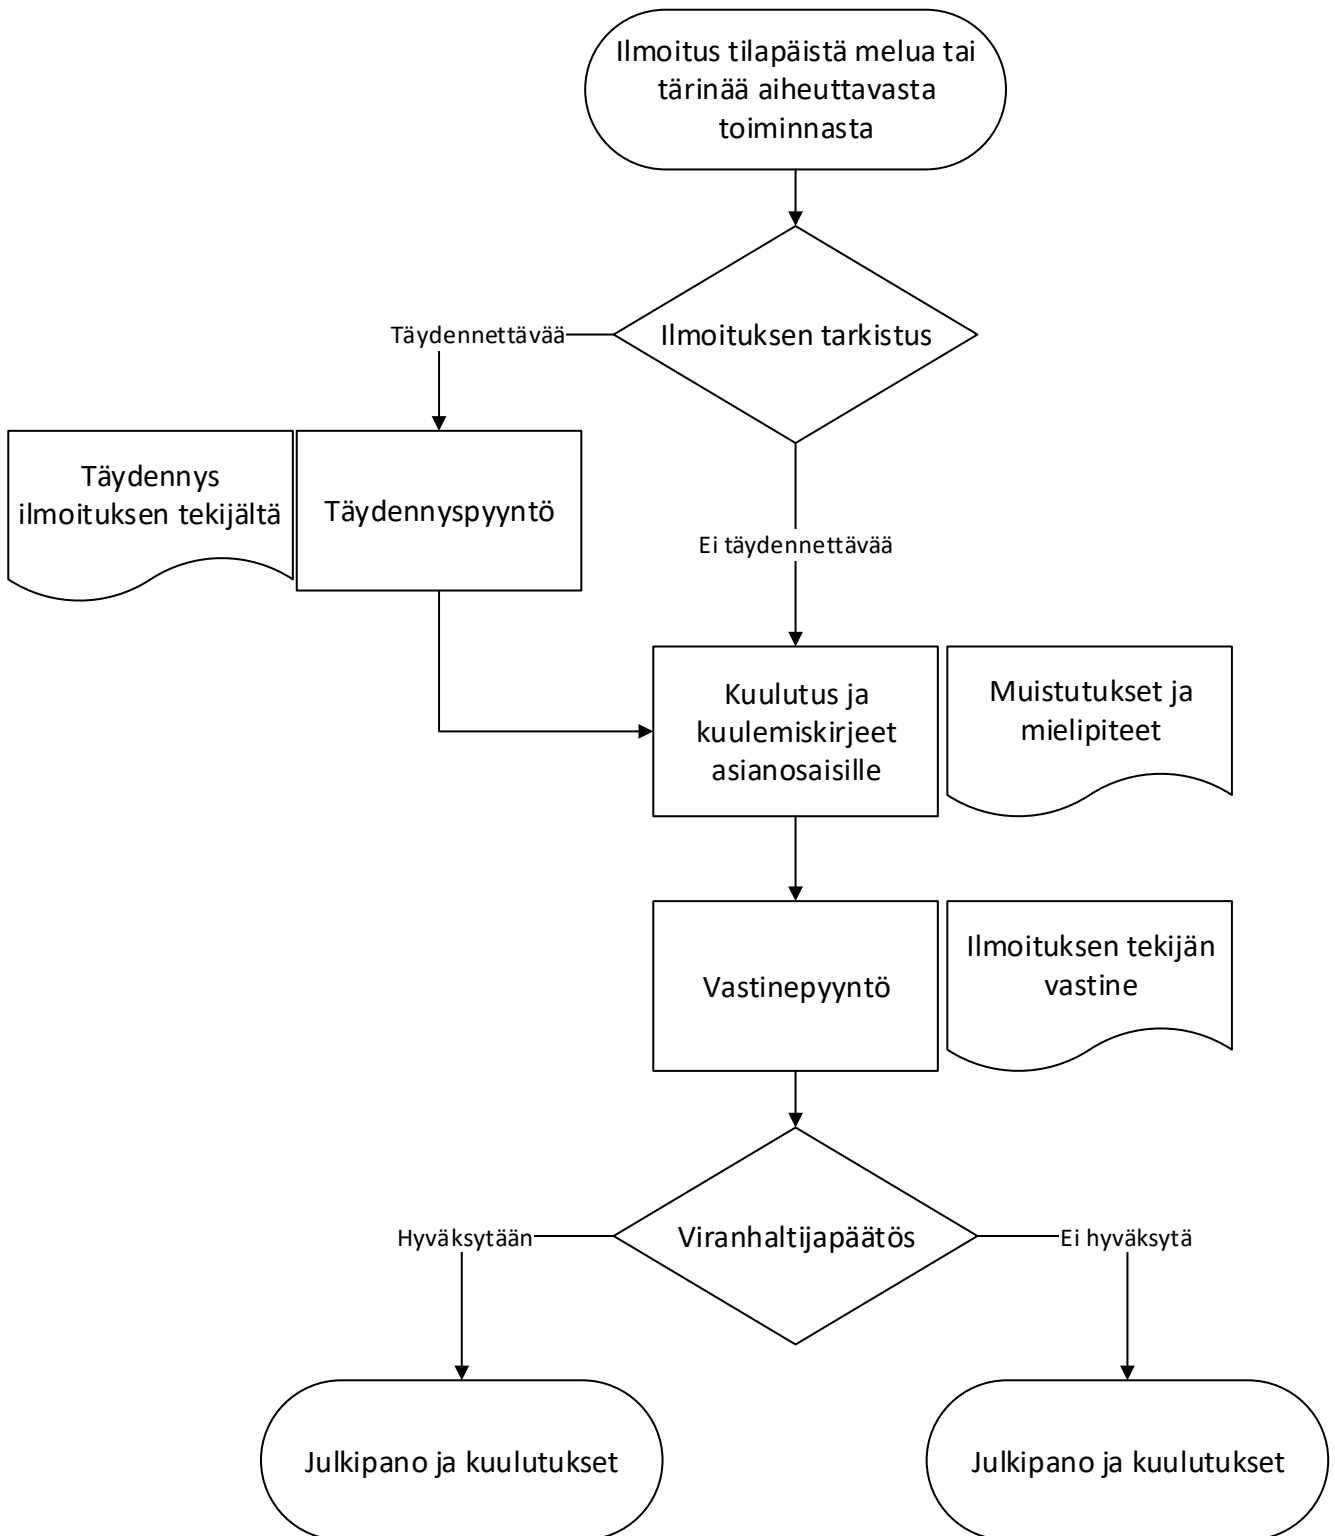 Ilmoitus tilapäistä melua tai
tärinää aiheuttavasta
toiminnasta
Ilmoituksen tarkistus
Täydennettävää
Täydennys
ilmoituksen tekijältä
Täydennyspyyntö
Ei täydennettävää
Kuulutus ja
kuulemiskirjeet
asianosaisille
Muistutukset ja
mielipiteet
Vastinepyyntö
Ilmoituksen tekijän
vastine
Viranhaltijapäätös
Hyväksytään
Ei hyväksytä
Julkipano ja kuulutukset
Julkipano ja kuulutukset